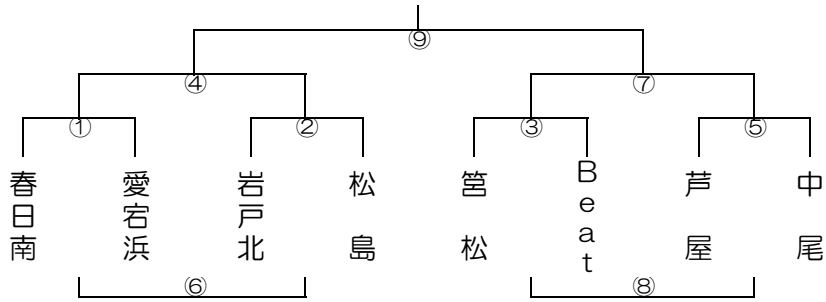 ⑨
④ ⑦
① ② ③ ⑤
春日南
愛宕浜
岩戸北
松島
筥松
Beat
芦屋
中尾
⑥ ⑧